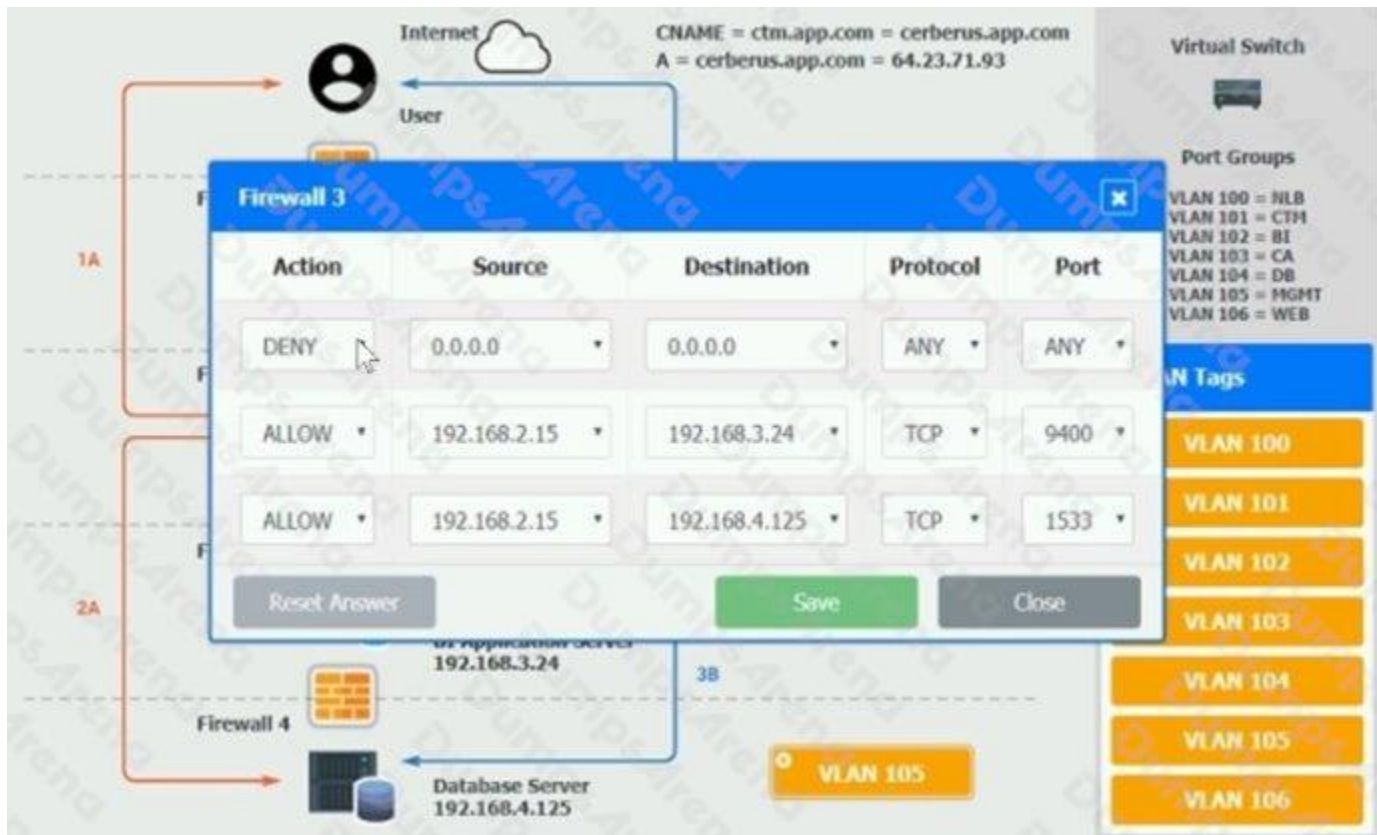 Internet
CNAME = ctm.app.com = cerberus.app.com
A = cerberus.app.com = 64.23.71.93
User
Virtual Switch
Port Groups
VLAN 100 = NLB
VLAN 101 = CTM
VLAN 102 = BI
VLAN 103 = CA
VLAN 104 = DB
VLAN 105 = MGMT
VLAN 106 = WEB
1A
F
Firewall 3
Action Source Destination Protocol Port
DENY 0.0.0.0 0.0.0.0 ANY ANY
ALLOW 192.168.2.15 192.168.3.24 TCP 9400
ALLOW 192.168.2.15 192.168.4.125 TCP 1533
Reset Answer Save Close
F
F
2A
BI Application Server
192.168.3.24
3B
Firewall 4
Database Server
192.168.4.125
VLAN 105
N Tags
VLAN 100
VLAN 101
VLAN 102
VLAN 103
VLAN 104
VLAN 105
VLAN 106
DumpsArena